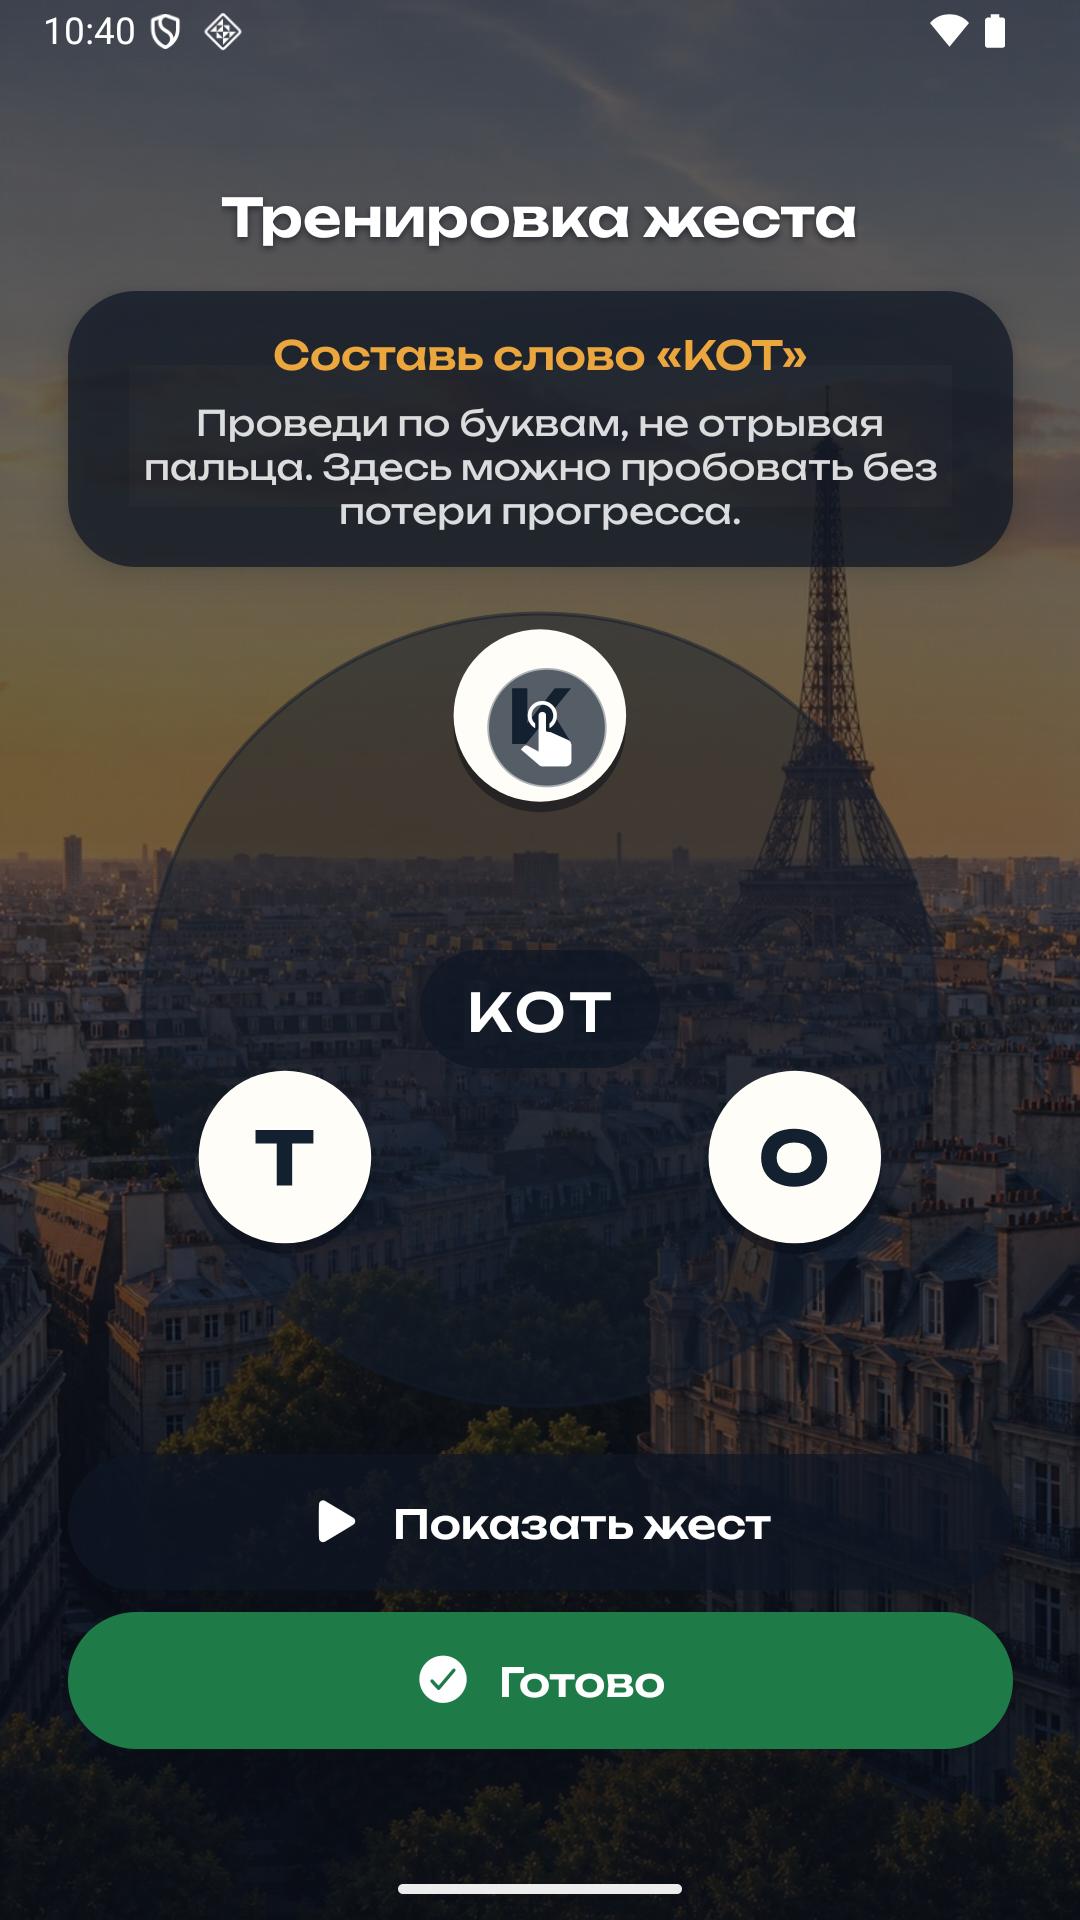 10:40
Тренировка жеста
Составь слово «КОТ»
Проведи по буквам, не отрывая
пальца. Здесь можно пробовать без
потери прогресса.
К
КОТ
Т
О
Показать жест
Готово